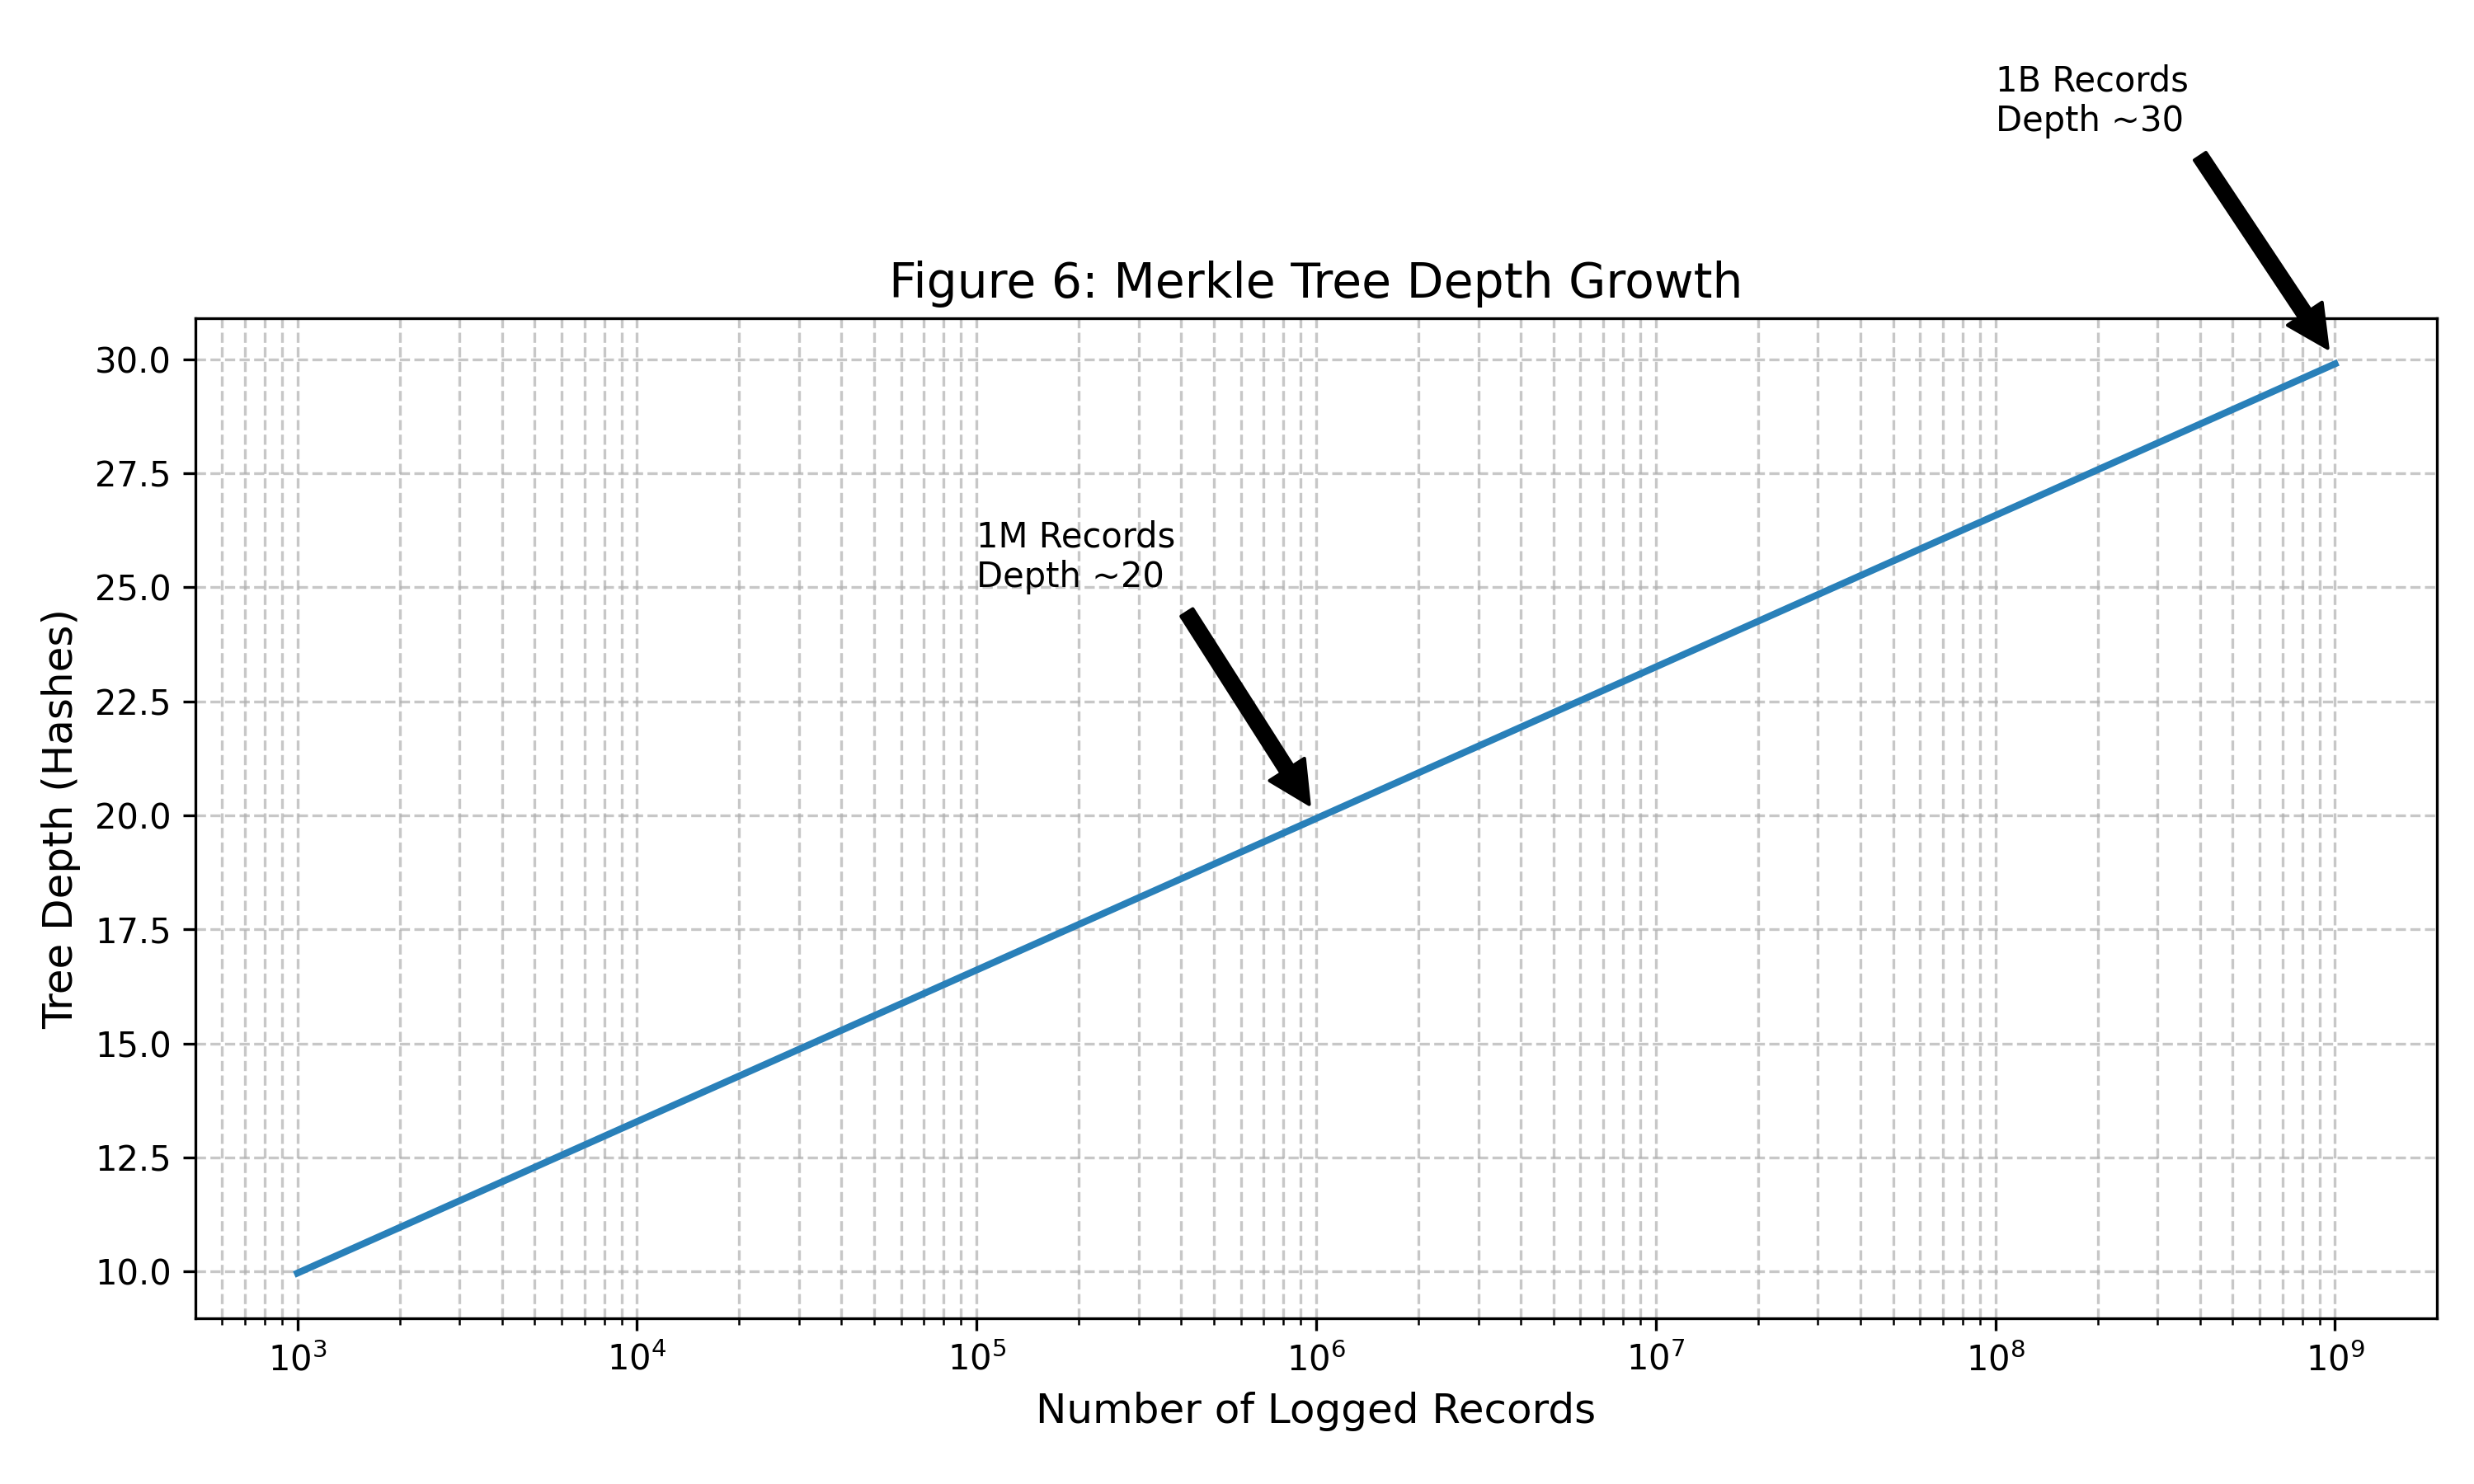 1B Records
Depth ~30
Figure 6: Merkle Tree Depth Growth
30.0
27.5
1M Records
Depth ~20
25.0
22.5
20.0
17.5
15.0
12.5
10.0
Tree Depth (Hashes)
10³ 10⁴ 10⁵ 10⁶ 10⁷ 10⁸ 10⁹
Number of Logged Records